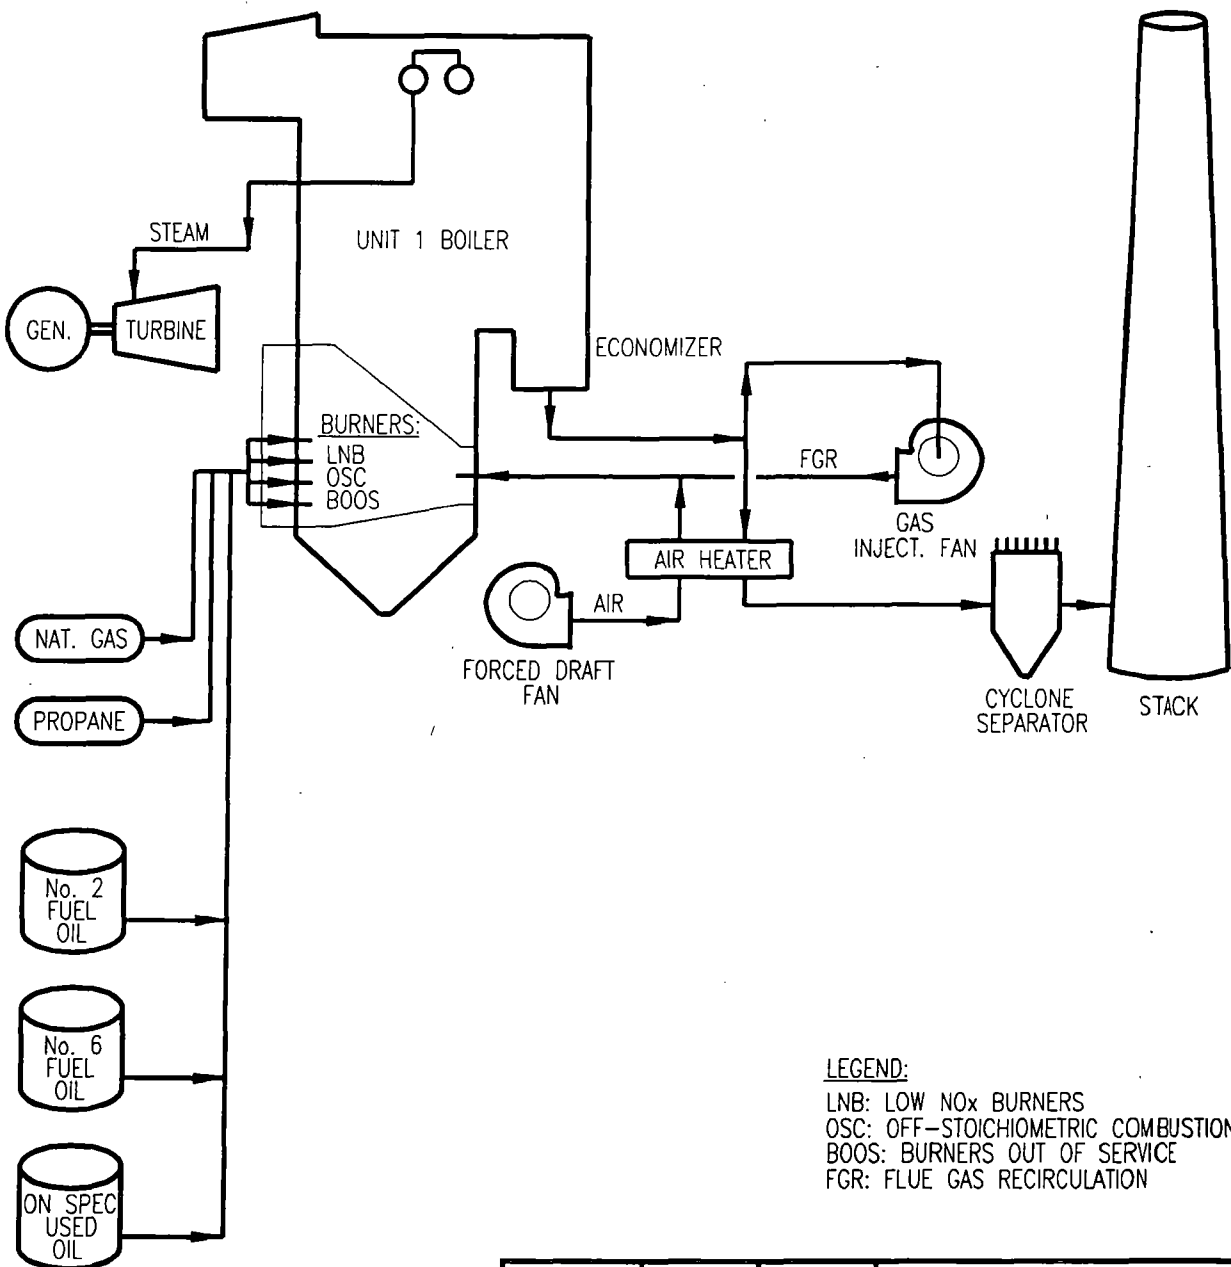 STEAM
UNIT 1 BOILER
GEN.
TURBINE
ECONOMIZER
BURNERS:
LNB
OSC
BOOS
FGR
GAS
INJECT. FAN
AIR HEATER
AIR
FORCED DRAFT
FAN
NAT. GAS
PROPANE
CYCLONE
SEPARATOR
STACK
No. 2
FUEL
OIL
No. 6
FUEL
OIL
ON SPEC
USED
OIL
LEGEND:
LNB: LOW NOx BURNERS
OSC: OFF-STOICHIOMETRIC COMBUSTION
BOOS: BURNERS OUT OF SERVICE
FGR: FLUE GAS RECIRCULATION